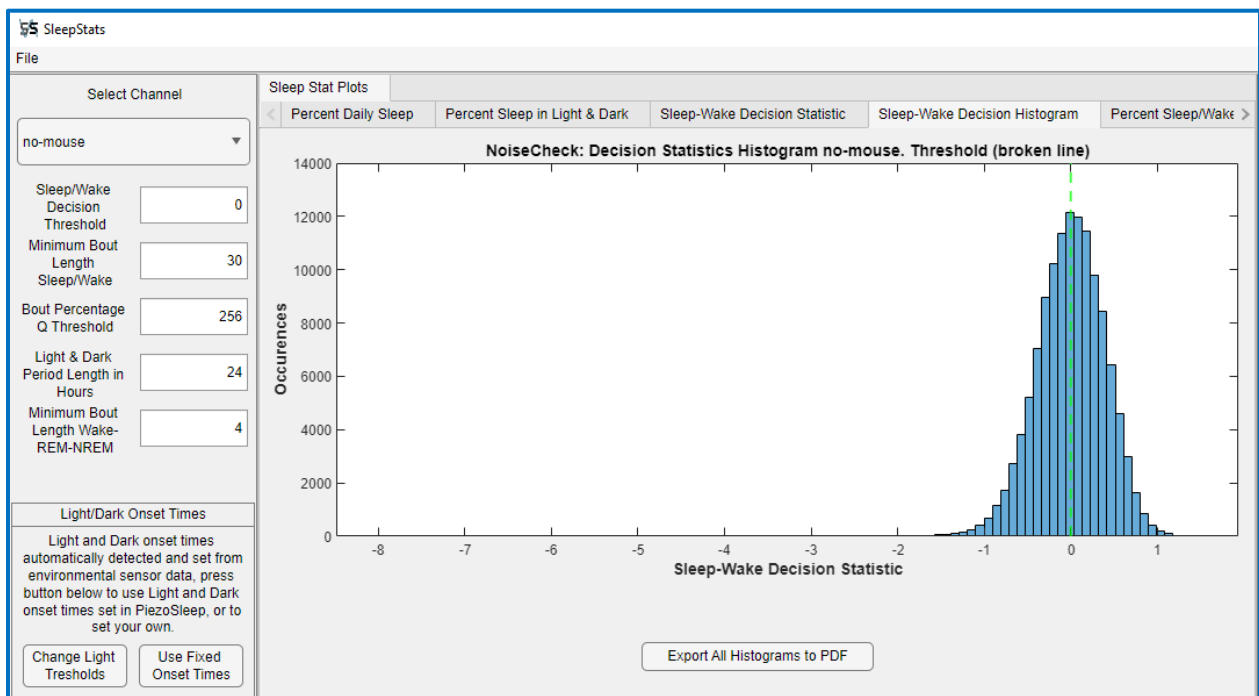 SleepStats
File
Select Channel
no-mouse
Sleep/Wake
Decision
Threshold
0
Minimum Bout
Length
Sleep/Wake
30
Bout Percentage
Q Threshold
256
Light & Dark
Period Length in
Hours
24
Minimum Bout
Length Wake-
REM-NREM
4
Light/Dark Onset Times
Light and Dark onset times
automatically detected and set from
environmental sensor data, press
button below to use Light and Dark
onset times set in PiezoSleep, or to
set your own.
Change Light
Tresholds
Use Fixed
Onset Times
Sleep Stat Plots
Percent Daily Sleep
Percent Sleep in Light & Dark
Sleep-Wake Decision Statistic
Sleep-Wake Decision Histogram
Percent Sleep/Wake
NoiseCheck: Decision Statistics Histogram no-mouse. Threshold (broken line)
14000
12000
10000
8000
6000
4000
2000
0
Occurences
-8 -7 -6 -5 -4 -3 -2 -1 0 1
Sleep-Wake Decision Statistic
Export All Histograms to PDF